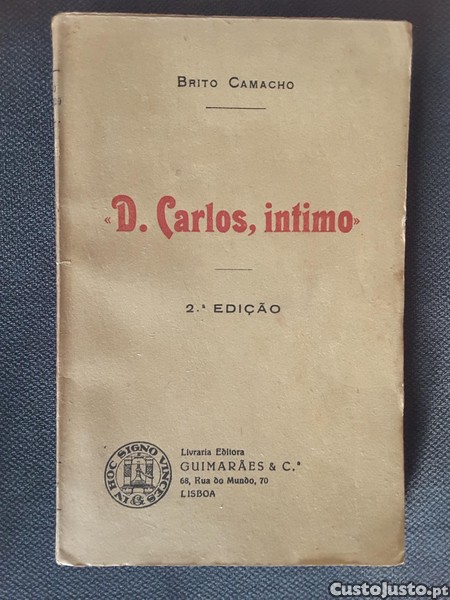 BRITO CAMACHO
«D. Carlos, intimo»
2.ª EDIÇÃO
IN HOC SIGNO VINCES
Livraria Editora
GUIMARÃES & C.ª
68, Rua do Mundo, 70
LISBOA
CustoJusto.pt